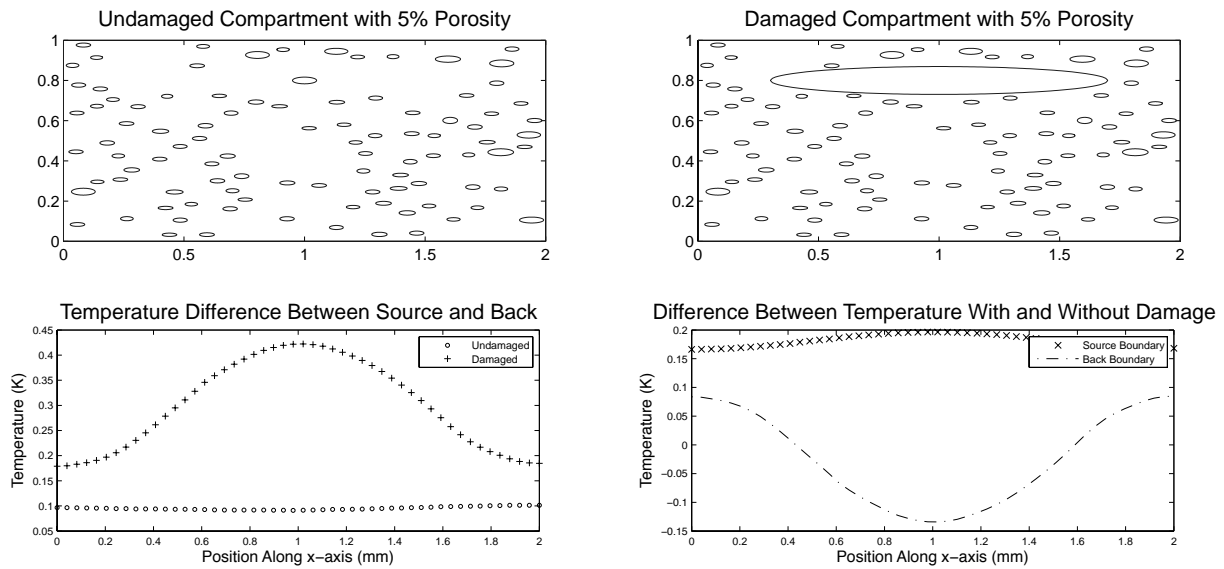 Undamaged Compartment with 5% Porosity
1
0.8
0.6
0.4
0.2
0
0 0.5 1 1.5 2
Damaged Compartment with 5% Porosity
1
0.8
0.6
0.4
0.2
0
0 0.5 1 1.5 2
Temperature Difference Between Source and Back
Temperature (K)
0.45
0.4
0.35
0.3
0.25
0.2
0.15
0.1
0.05
Undamaged
Damaged
0 0.2 0.4 0.6 0.8 1 1.2 1.4 1.6 1.8 2
Position Along x−axis (mm)
Difference Between Temperature With and Without Damage
Temperature (K)
0.2
0.15
0.1
0.05
0
−0.05
−0.1
−0.15
Source Boundary
Back Boundary
0 0.2 0.4 0.6 0.8 1 1.2 1.4 1.6 1.8 2
Position Along x−axis (mm)